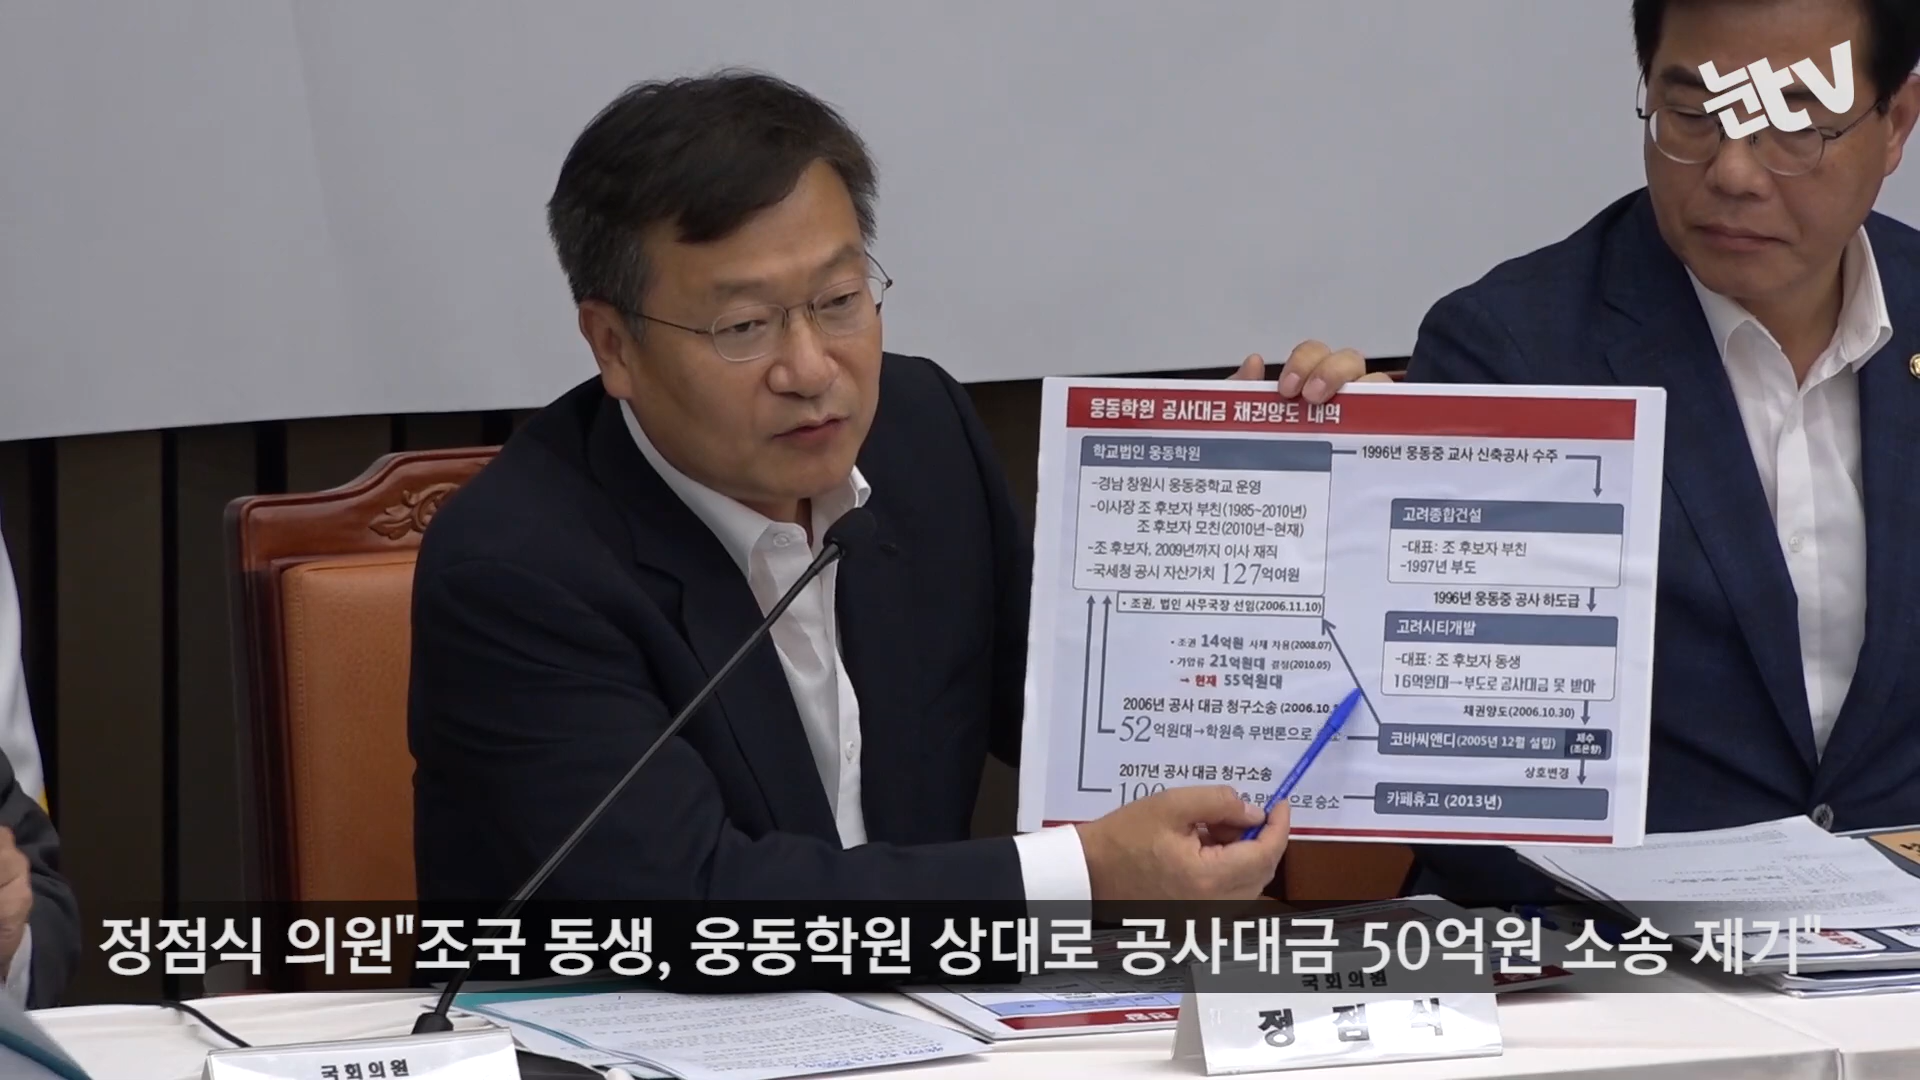 눈tv
웅동학원 공사대금 채권양도 내역
학교법인 웅동학원
-경남 창원시 웅동중학교 운영
-이사장 조 후보자 부친(1985~2010년)
조 후보자 모친(2010년~현재)
-조 후보자, 2009년까지 이사 재직
-국세청 공시 자산가치 127억여원
1996년 웅동중 교사 신축공사 수주
고려종합건설
-대표: 조 후보자 부친
-1997년 부도
1996년 웅동중 공사 하도급
고려시티개발
-대표: 조 후보자 동생
16억원대→부도로 공사대금 못 받아
채권양도(2006.10.30)
코바씨앤디(2005년 12월 설립)
제수
(조은향)
상호변경
카페휴고 (2013년)
• 조권, 법인 사무국장 선임(2006.11.10)
• 조권 14억원 사채 차용(2008.07)
• 가압류 21억원대 결정(2010.05)
→ 현재 55억원대
2006년 공사 대금 청구소송 (2006.10.
52억원대→학원측 무변론으로
2017년 공사 대금 청구소송
100 측 무변론으로 승소
정점식 의원"조국 동생, 웅동학원 상대로 공사대금 50억원 소송 제기"
국회의원
정점식
국회의원